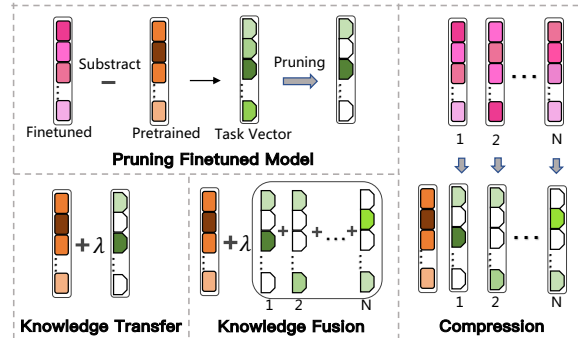 Substract
−
Pruning
Finetuned
Pretrained
Task Vector
Pruning Finetuned Model
+ λ
Knowledge Transfer
+ λ
+ + ... +
1 2 N
Knowledge Fusion
...
1 2 N
...
1 2 N
Compression